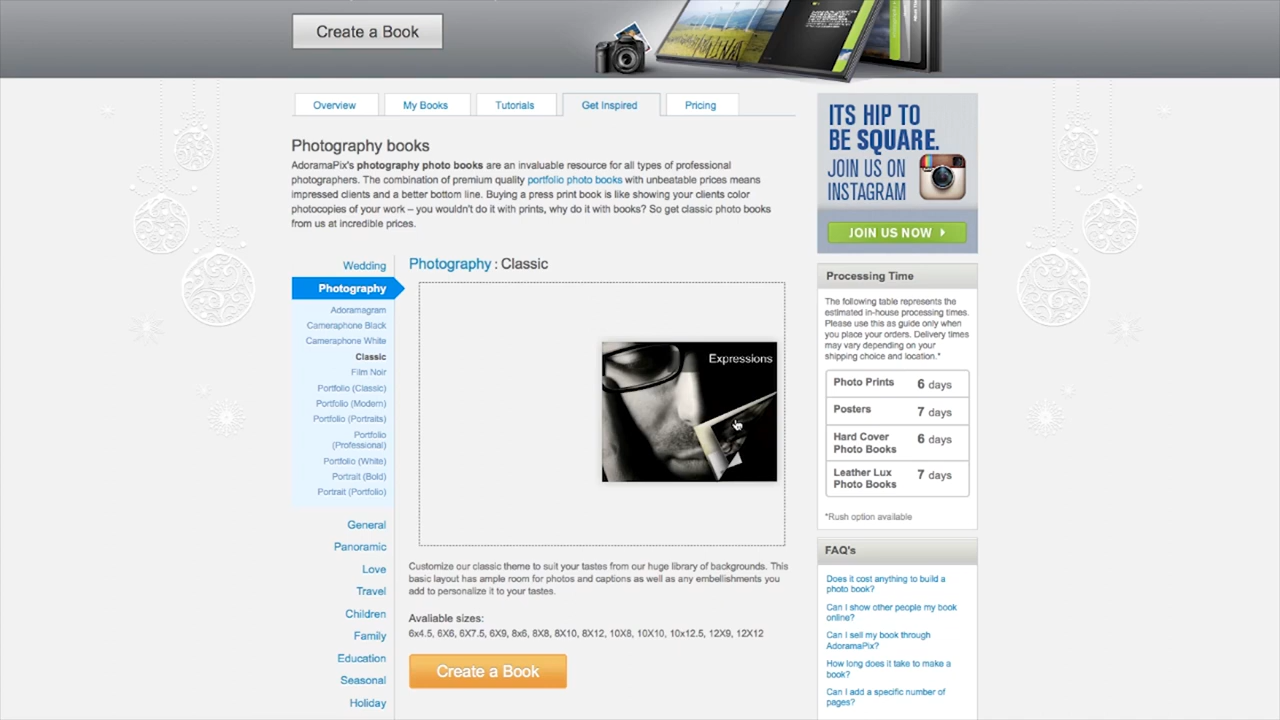 Create a Book
Overview
My Books
Tutorials
Get Inspired
Pricing
Photography books
AdoramaPix's photography photo books are an invaluable resource for all types of professional
photographers. The combination of premium quality portfolio photo books with unbeatable prices means
impressed clients and a better bottom line. Buying a press print book is like showing your clients color
photocopies of your work – you wouldn't do it with prints, why do it with books? So get classic photo books
from us at incredible prices.
Wedding
Photography
Adoramagram
Cameraphone Black
Cameraphone White
Classic
Film Noir
Portfolio (Classic)
Portfolio (Modern)
Portfolio (Portraits)
Portfolio
(Professional)
Portfolio (White)
Portrait (Bold)
Portrait (Portfolio)
General
Panoramic
Love
Travel
Children
Family
Education
Seasonal
Holiday
Photography : Classic
Expressions
Customize our classic theme to suit your tastes from our huge library of backgrounds. This
basic layout has ample room for photos and captions as well as any embellishments you
add to personalize it to your tastes.
Available sizes:
6x4.5, 6X6, 6X7.5, 6X9, 8x6, 8X8, 8X10, 8X12, 10X8, 10X10, 10x12.5, 12X9, 12X12
Create a Book
ITS HIP TO
BE SQUARE.
JOIN US ON
INSTAGRAM
JOIN US NOW
Processing Time
The following table represents the
estimated in-house processing times.
Please use this as guide only when
you place your orders. Delivery times
may vary depending on your
shipping choice and location.*
Photo Prints 6 days
Posters 7 days
Hard Cover
Photo Books 6 days
Leather Lux
Photo Books 7 days
*Rush option available
FAQ's
Does it cost anything to build a
photo book?
Can I show other people my book
online?
Can I sell my book through
AdoramaPix?
How long does it take to make a
book?
Can I add a specific number of
pages?